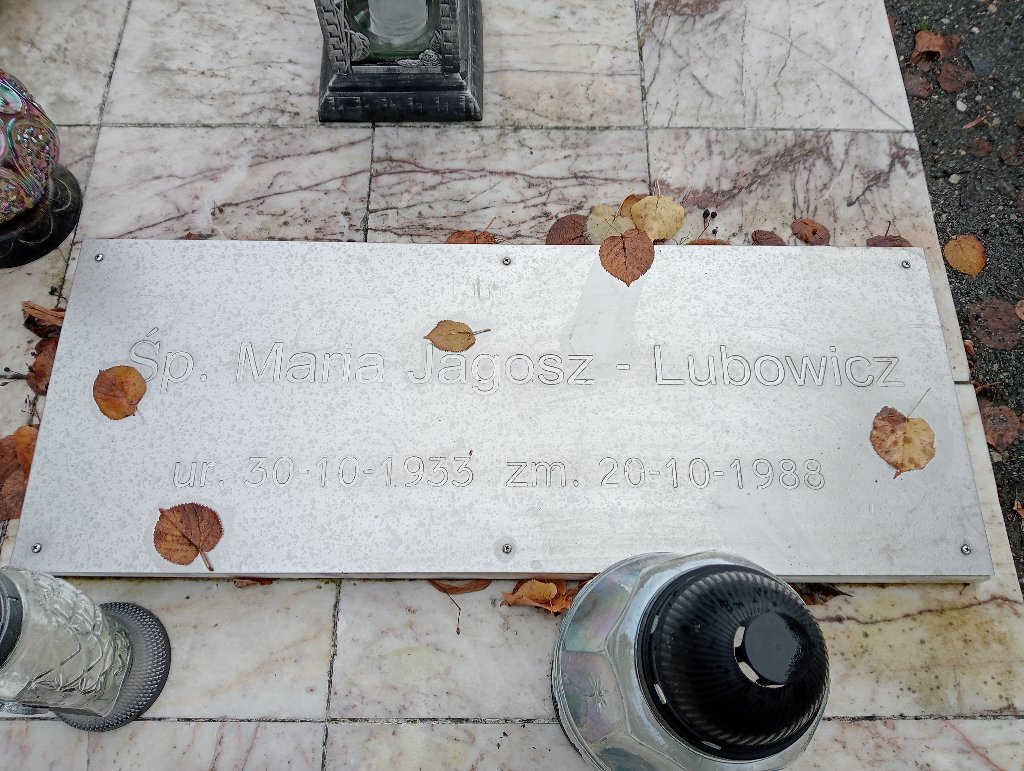 Śp. Maria Jagosz - Lubowicz
ur. 30-10-1933 zm. 20-10-1988